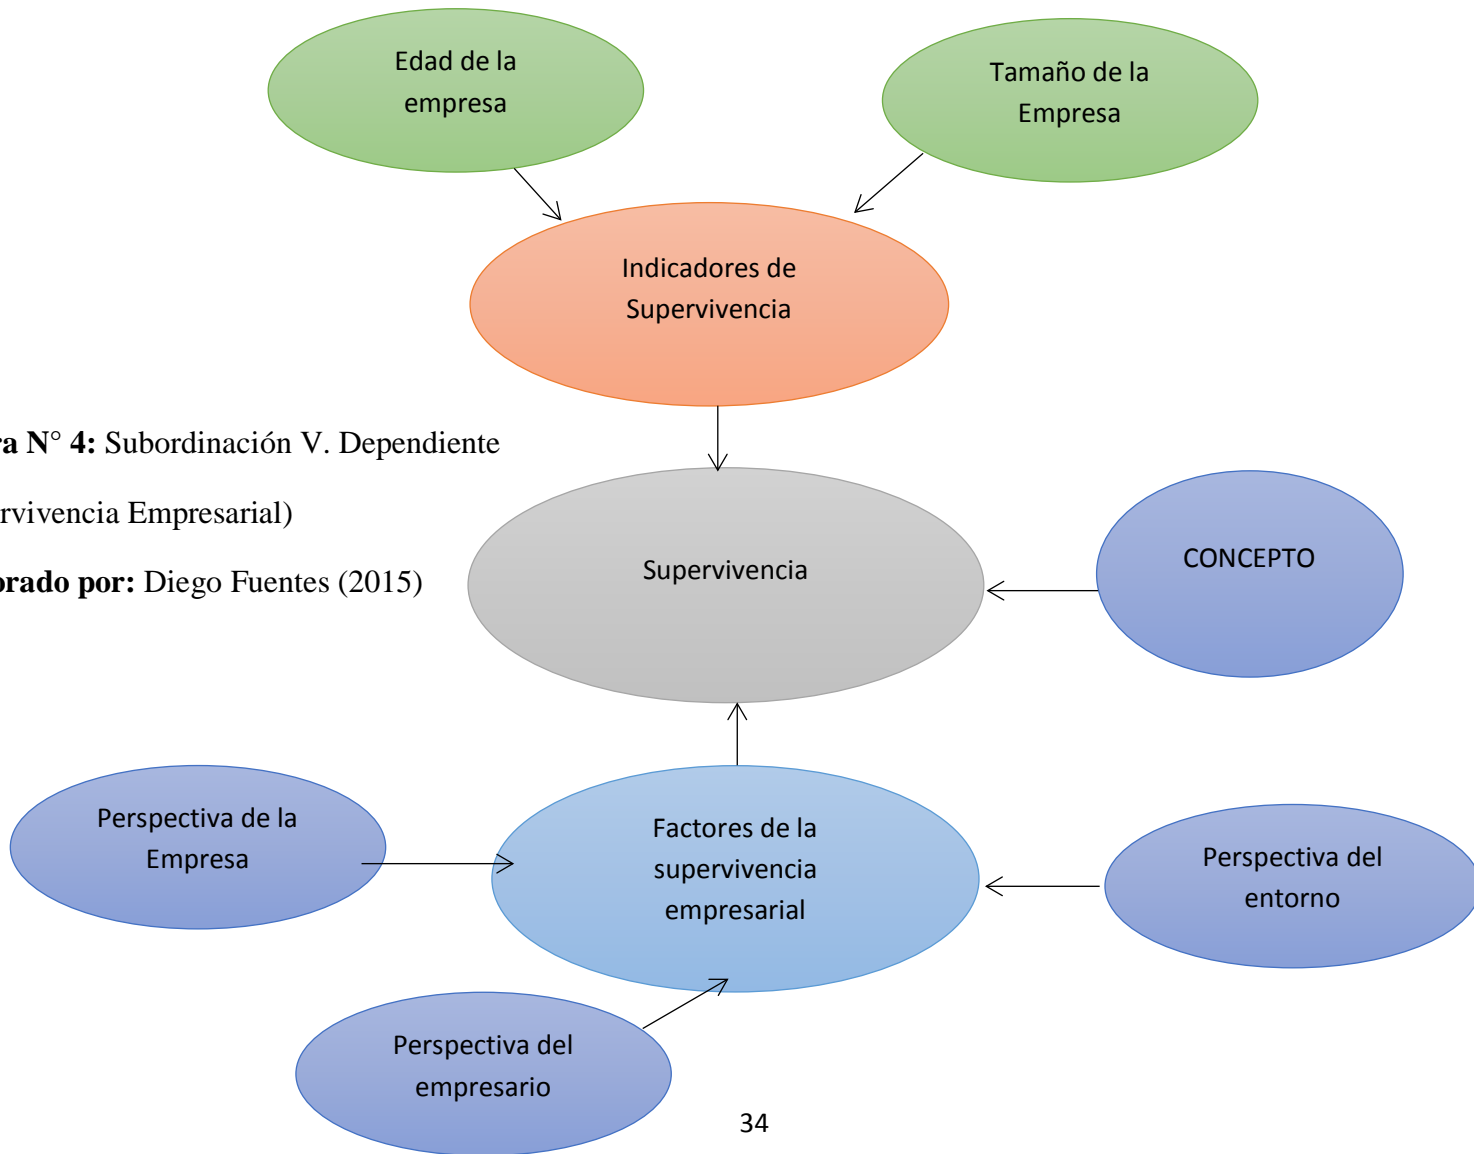 Edad de la
empresa
Tamaño de la
Empresa
Indicadores de
Supervivencia
ra N° 4: Subordinación V. Dependiente
rvivencia Empresarial)
orado por: Diego Fuentes (2015)
Supervivencia
CONCEPTO
Perspectiva de la
Empresa
Factores de la
supervivencia
empresarial
Perspectiva del
entorno
Perspectiva del
empresario
34